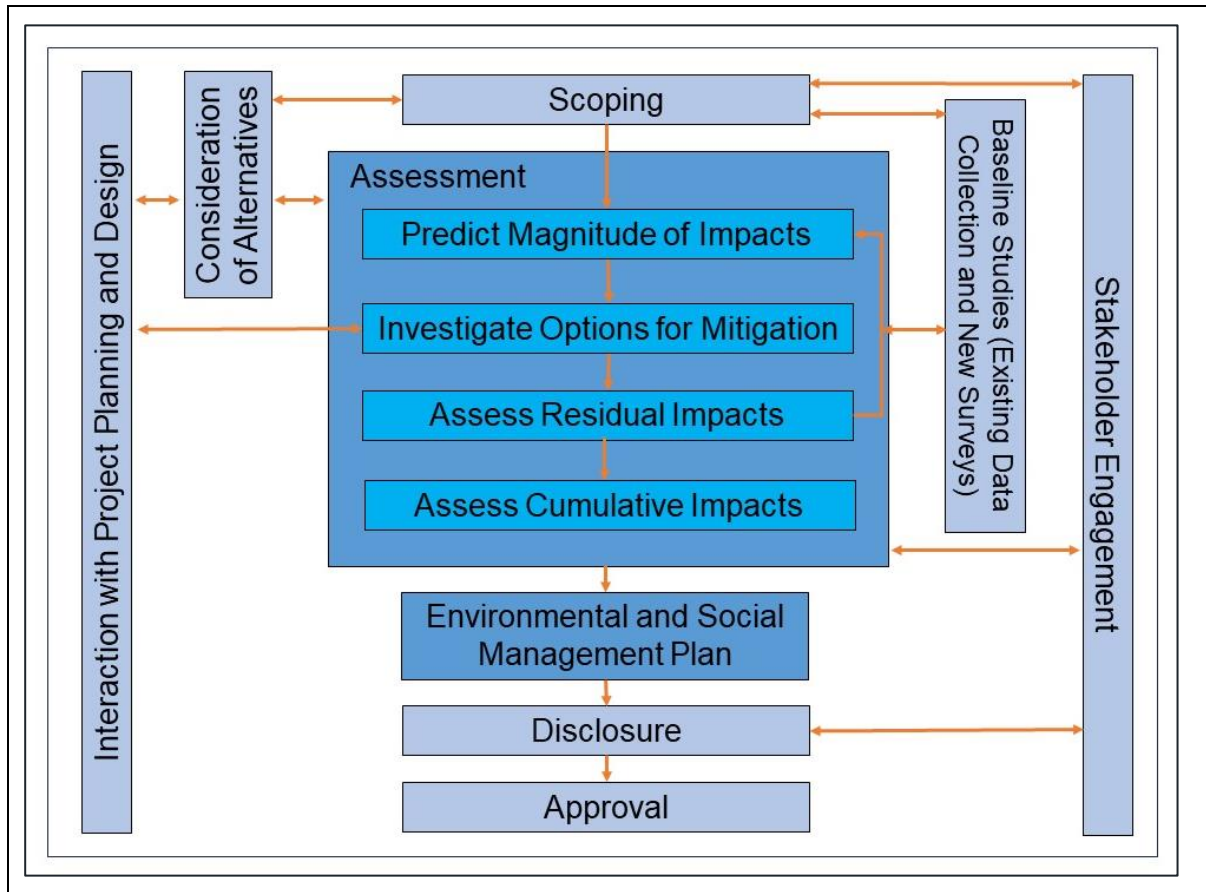 Interaction with Project Planning and Design
Consideration
of Alternatives
Scoping
Assessment
Predict Magnitude of Impacts
Investigate Options for Mitigation
Assess Residual Impacts
Assess Cumulative Impacts
Environmental and Social
Management Plan
Disclosure
Approval
Baseline Studies (Existing Data
Collection and New Surveys)
Stakeholder Engagement